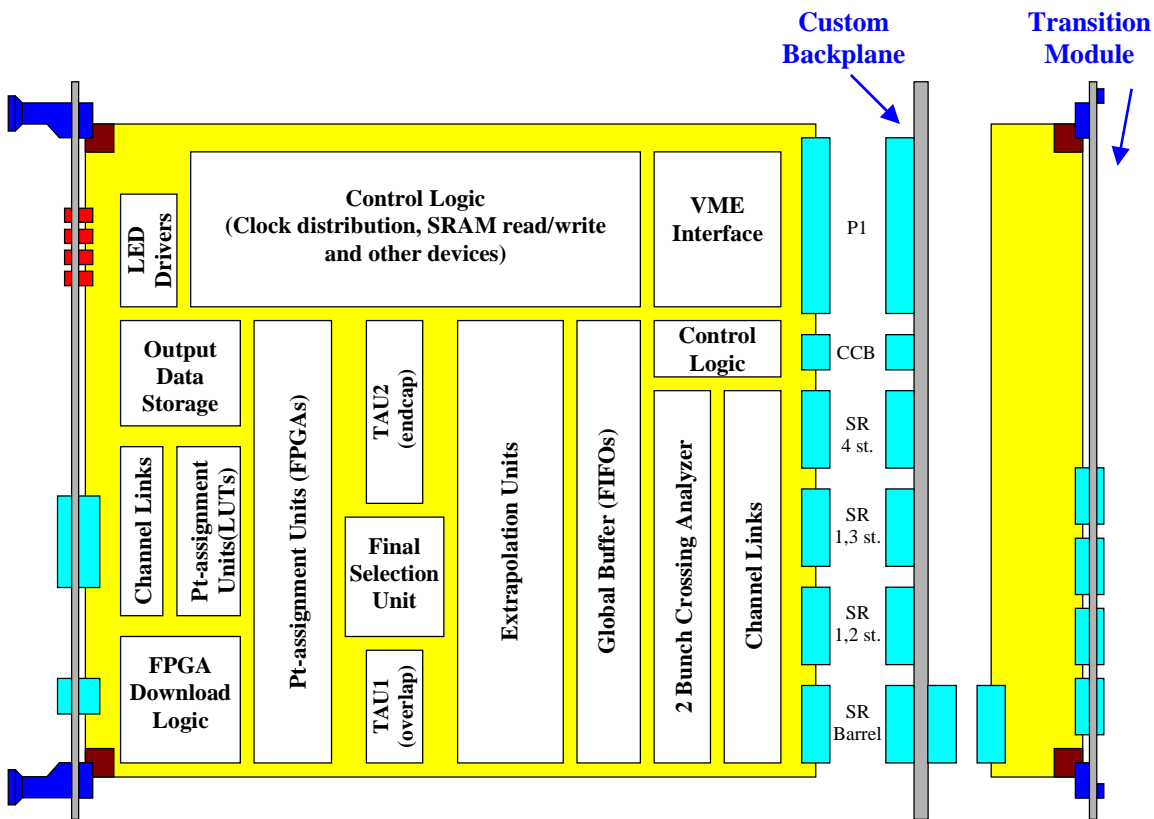 Custom
Backplane
Transition
Module
LED
Drivers
Control Logic
(Clock distribution, SRAM read/write
and other devices)
VME
Interface
P1
Output
Data
Storage
Pt-assignment Units (FPGAs)
TAU2
(endcap)
Extrapolation Units
Global Buffer (FIFOs)
Control
Logic
CCB
2 Bunch Crossing Analyzer
Channel Links
SR
4 st.
Channel Links
Pt-assignment
Units(LUTs)
Final
Selection
Unit
SR
1,3 st.
SR
1,2 st.
FPGA
Download
Logic
TAU1
(overlap)
SR
Barrel